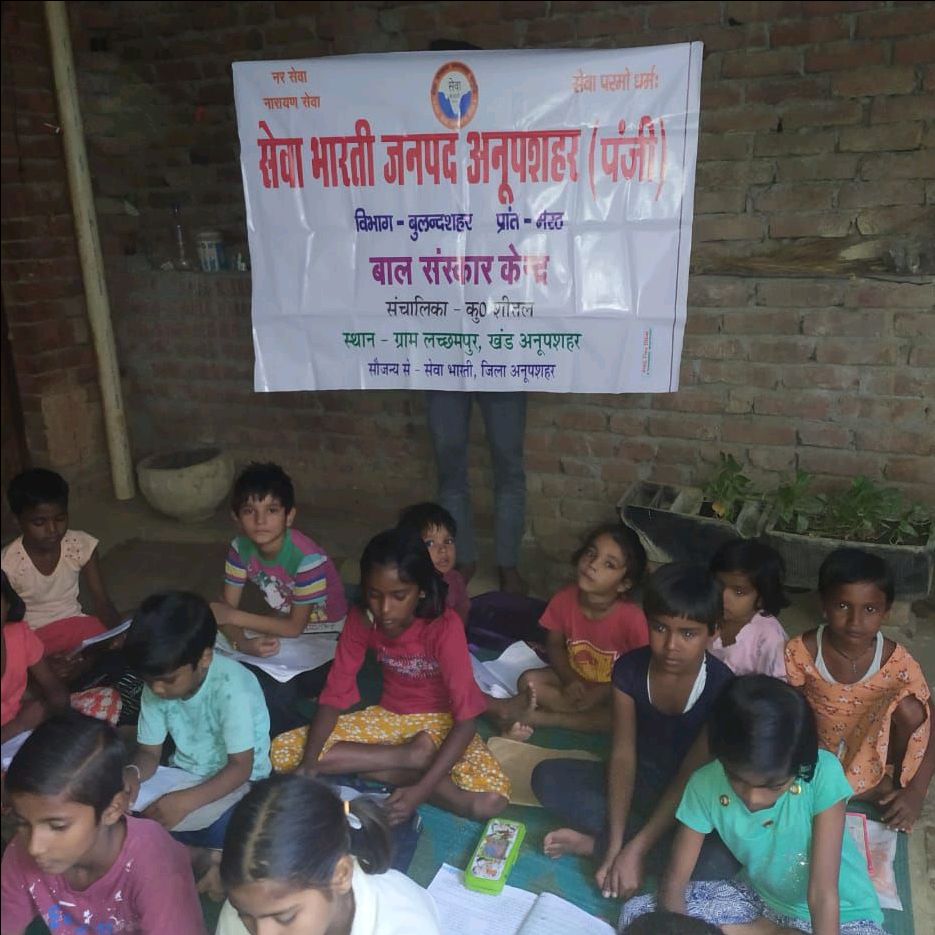 नर सेवा
नारायण सेवा
सेवा
सेवा परमो धर्मः
सेवा भारती जनपद अनूपशहर (पंजी)
विभाग - बुलन्दशहर प्रांत - मेरठ
बाल संस्कार केन्द्र
संचालिका - कु0 शीतल
स्थान - ग्राम लच्छमपुर, खंड अनूपशहर
सौजन्य से - सेवा भारती, जिला अनूपशहर